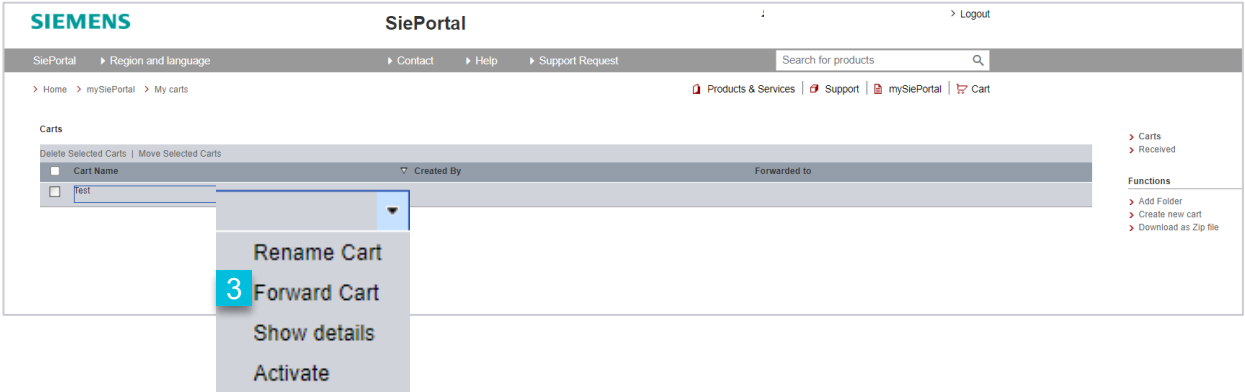 SIEMENS SiePortal > Logout
SiePortal Region and language Contact Help Support Request Search for products
Home > mySiePortal > My carts Products & Services | Support | mySiePortal | Cart
Carts
Delete Selected Carts | Move Selected Carts
Cart Name Created By Forwarded to
Test
Rename Cart
3 Forward Cart
Show details
Activate
Carts
Received
Functions
Add Folder
Create new cart
Download as Zip file